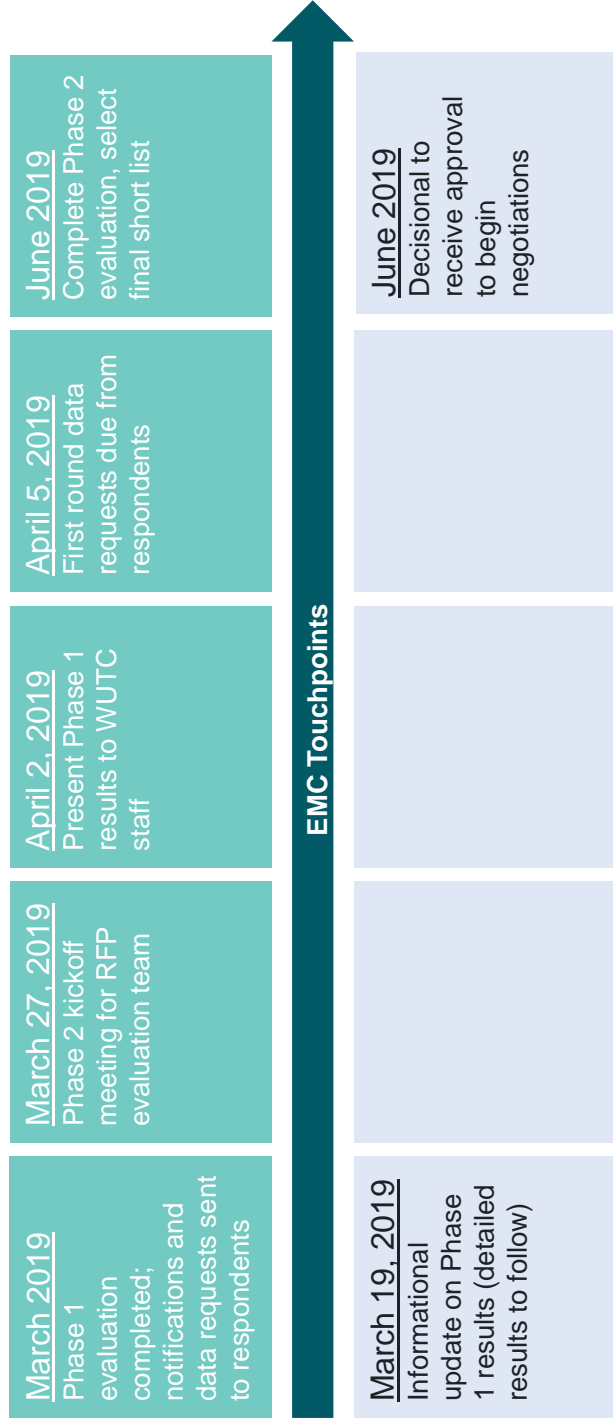 March 2019
Phase 1
evaluation
completed;
notifications and
data requests sent
to respondents
March 27, 2019
Phase 2 kickoff
meeting for RFP
evaluation team
April 2, 2019
Present Phase 1
results to WUTC
staff
April 5, 2019
First round data
requests due from
respondents
June 2019
Complete Phase 2
evaluation, select
final short list
EMC Touchpoints
March 19, 2019
Informational
update on Phase
1 results (detailed
results to follow)
June 2019
Decisional to
receive approval
to begin
negotiations